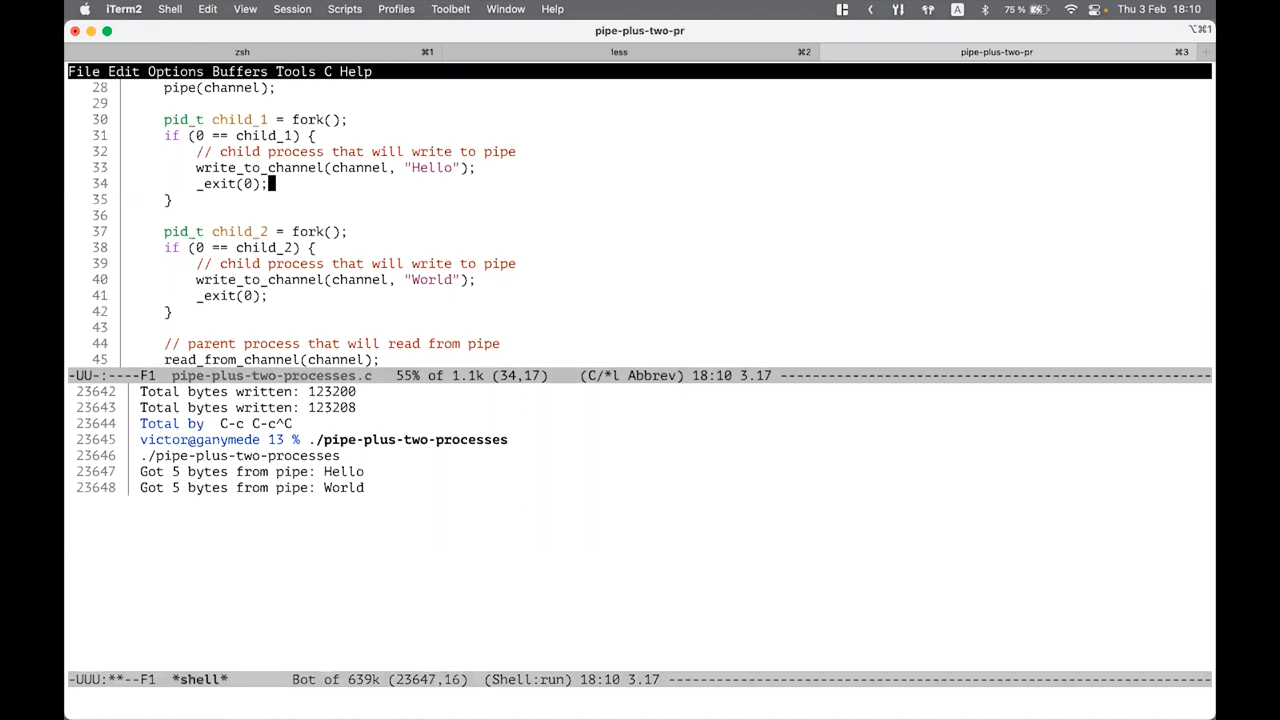 iTerm2 Shell Edit View Session Scripts Profiles Toolbelt Window Help A 75 % Thu 3 Feb 18:10
pipe-plus-two-pr ⌥⌘1
zsh ⌘1 less ⌘2 pipe-plus-two-pr ⌘3 +
File Edit Options Buffers Tools C Help
28 pipe(channel);
29
30 pid_t child_1 = fork();
31 if (0 == child_1) {
32 // child process that will write to pipe
33 write_to_channel(channel, "Hello");
34 _exit(0);
35 }
36
37 pid_t child_2 = fork();
38 if (0 == child_2) {
39 // child process that will write to pipe
40 write_to_channel(channel, "World");
41 _exit(0);
42 }
43
44 // parent process that will read from pipe
45 read_from_channel(channel);
-UU-:----F1 pipe-plus-two-processes.c 55% of 1.1k (34,17) (C/*l Abbrev) 18:10 3.17 ------------------------------------------------------
23642 Total bytes written: 123200
23643 Total bytes written: 123208
23644 Total by C-c C-c^C
23645 victor@ganymede 13 % ./pipe-plus-two-processes
23646 ./pipe-plus-two-processes
23647 Got 5 bytes from pipe: Hello
23648 Got 5 bytes from pipe: World
-UUU:**--F1 *shell* Bot of 639k (23647,16) (Shell:run) 18:10 3.17 --------------------------------------------------------------------